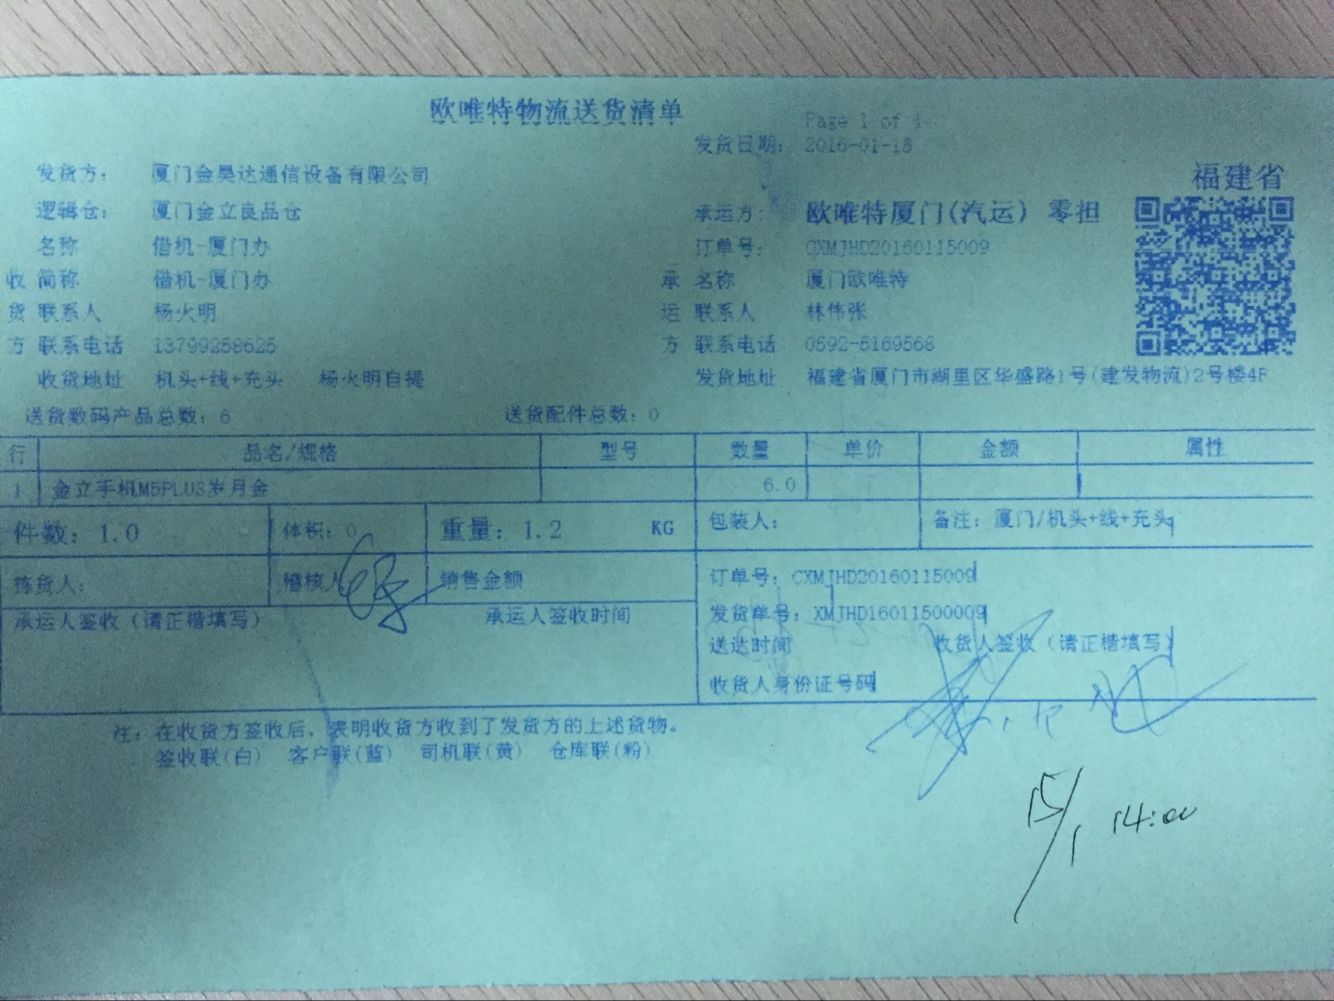 欧唯特物流送货清单
Page 1 of 1
发货日期: 2016-01-15
福建省
发货方: 厦门金昊达通信设备有限公司
逻辑仓: 厦门金立良品仓
承运方: 欧唯特厦门(汽运) 零担
名称 借机-厦门办
订单号: CXMJHD20160115009
收 简称 借机-厦门办
承 名称 厦门欧唯特
货 联系人 杨火明
运 联系人 林伟张
方 联系电话 13799258625
方 联系电话 0592-5169568
收货地址 机头+线+充头 杨火明自提
发货地址 福建省厦门市湖里区华盛路1号(建发物流)2号楼4F
送货数码产品总数: 6 送货配件总数: 0
行 品名/规格 型号 数量 单价 金额 属性
1 金立手机M5PLUS岁月金 6.0
件数: 1.0 体积: 0 重量: 1.2 KG 包装人: 备注: 厦门/机头+线+充头
拣货人: 稽核人 销售金额
订单号: CXMJHD20160115009
承运人签收(请正楷填写) 承运人签收时间
发货单号: XMJHD16011500009
送达时间 收货人签收(请正楷填写)
收货人身份证号码
注: 在收货方签收后, 表明收货方收到了发货方的上述货物。
签收联(白) 客户联(蓝) 司机联(黄) 仓库联(粉)
15/1 14:00